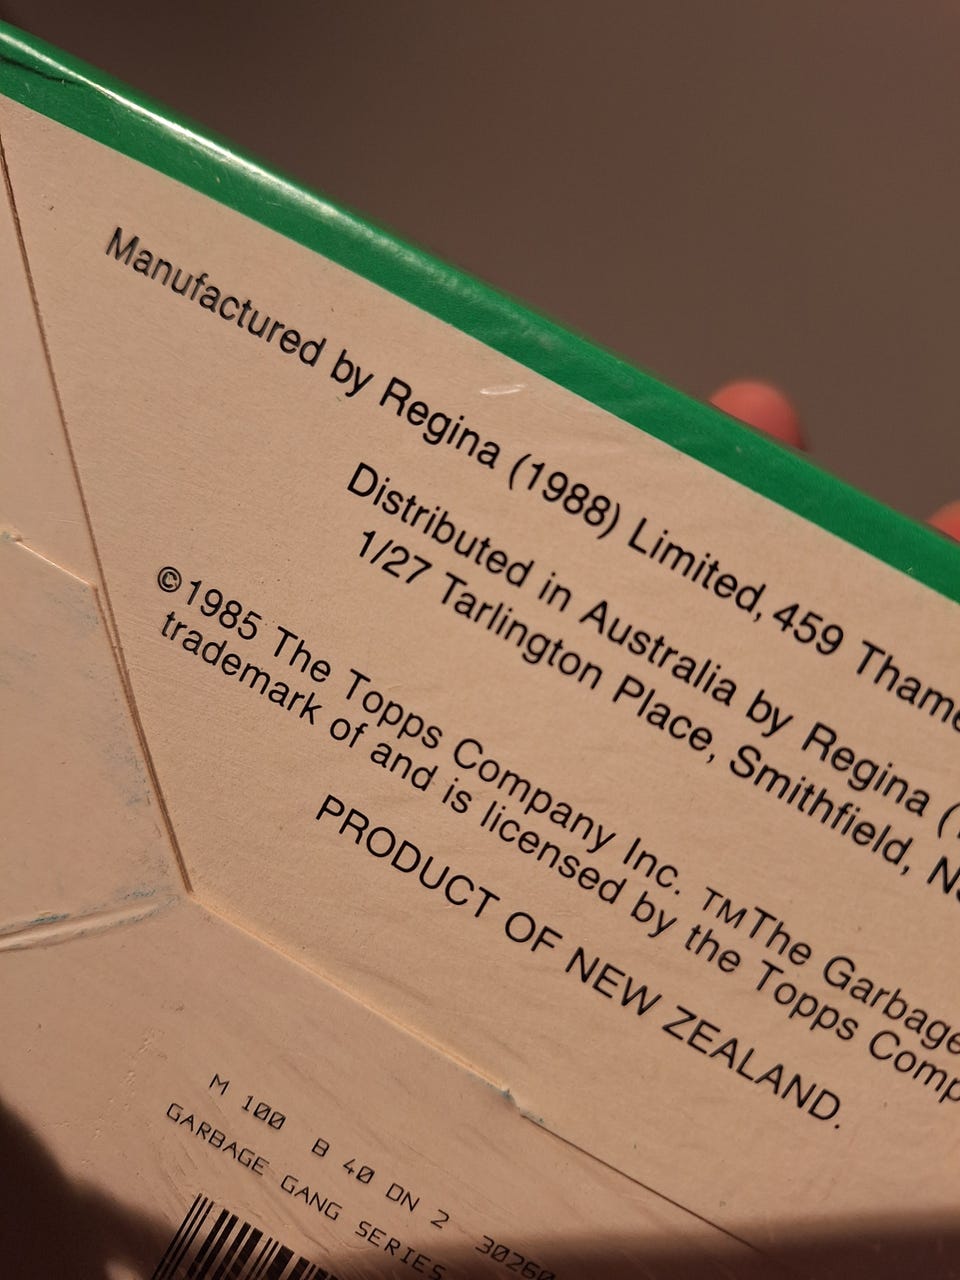 Manufactured by Regina (1988) Limited, 459 Thame
Distributed in Australia by Regina (
1/27 Tarlington Place, Smithfield, N
©1985 The Topps Company Inc. ™The Garbage
trademark of and is licensed by the Topps Comp
PRODUCT OF NEW ZEALAND.
M 100 B 40 DN 2 30260
GARBAGE GANG SERIES